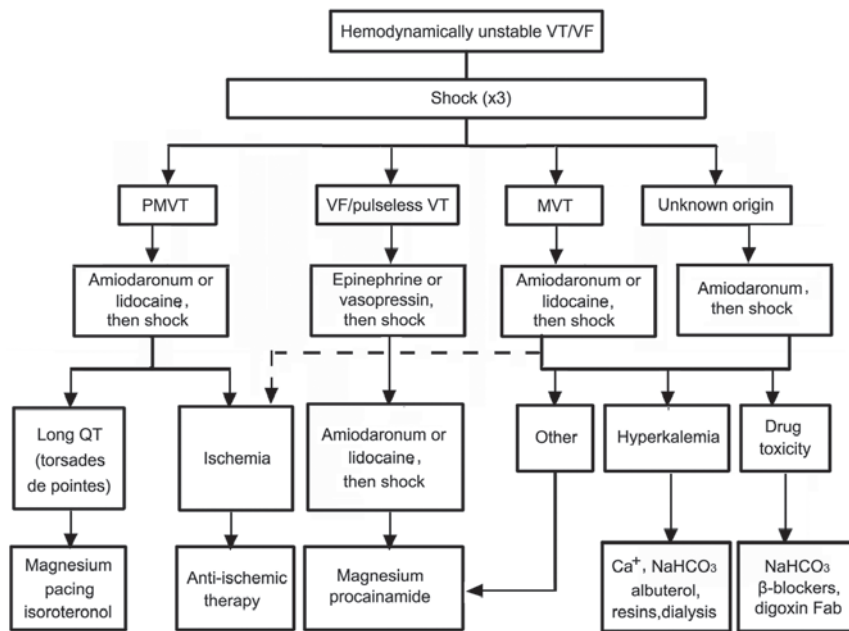 Hemodynamically unstable VT/VF
Shock (x3)
PMVT
VF/pulseless VT
MVT
Unknown origin
Amiodaronum or
lidocaine,
then shock
Epinephrine or
vasopressin,
then shock
Amiodaronum or
lidocaine,
then shock
Amiodaronum,
then shock
Long QT
(torsades
de pointes)
Ischemia
Amiodaronum or
lidocaine,
then shock
Other
Hyperkalemia
Drug
toxicity
Magnesium
pacing
isoroteronol
Anti-ischemic
therapy
Magnesium
procainamide
Ca⁺, NaHCO₃
albuterol,
resins,dialysis
NaHCO₃
β-blockers,
digoxin Fab